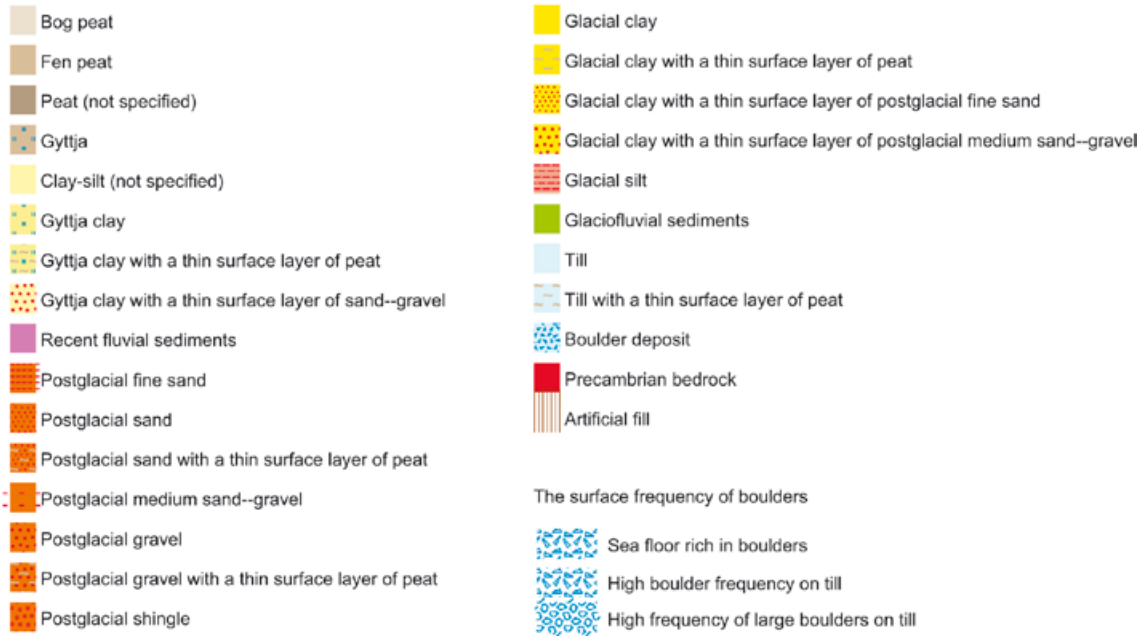 Bog peat
Fen peat
Peat (not specified)
Gyttja
Clay-silt (not specified)
Gyttja clay
Gyttja clay with a thin surface layer of peat
Gyttja clay with a thin surface layer of sand--gravel
Recent fluvial sediments
Postglacial fine sand
Postglacial sand
Postglacial sand with a thin surface layer of peat
Postglacial medium sand--gravel
Postglacial gravel
Postglacial gravel with a thin surface layer of peat
Postglacial shingle
Glacial clay
Glacial clay with a thin surface layer of peat
Glacial clay with a thin surface layer of postglacial fine sand
Glacial clay with a thin surface layer of postglacial medium sand--gravel
Glacial silt
Glaciofluvial sediments
Till
Till with a thin surface layer of peat
Boulder deposit
Precambrian bedrock
Artificial fill
The surface frequency of boulders
Sea floor rich in boulders
High boulder frequency on till
High frequency of large boulders on till